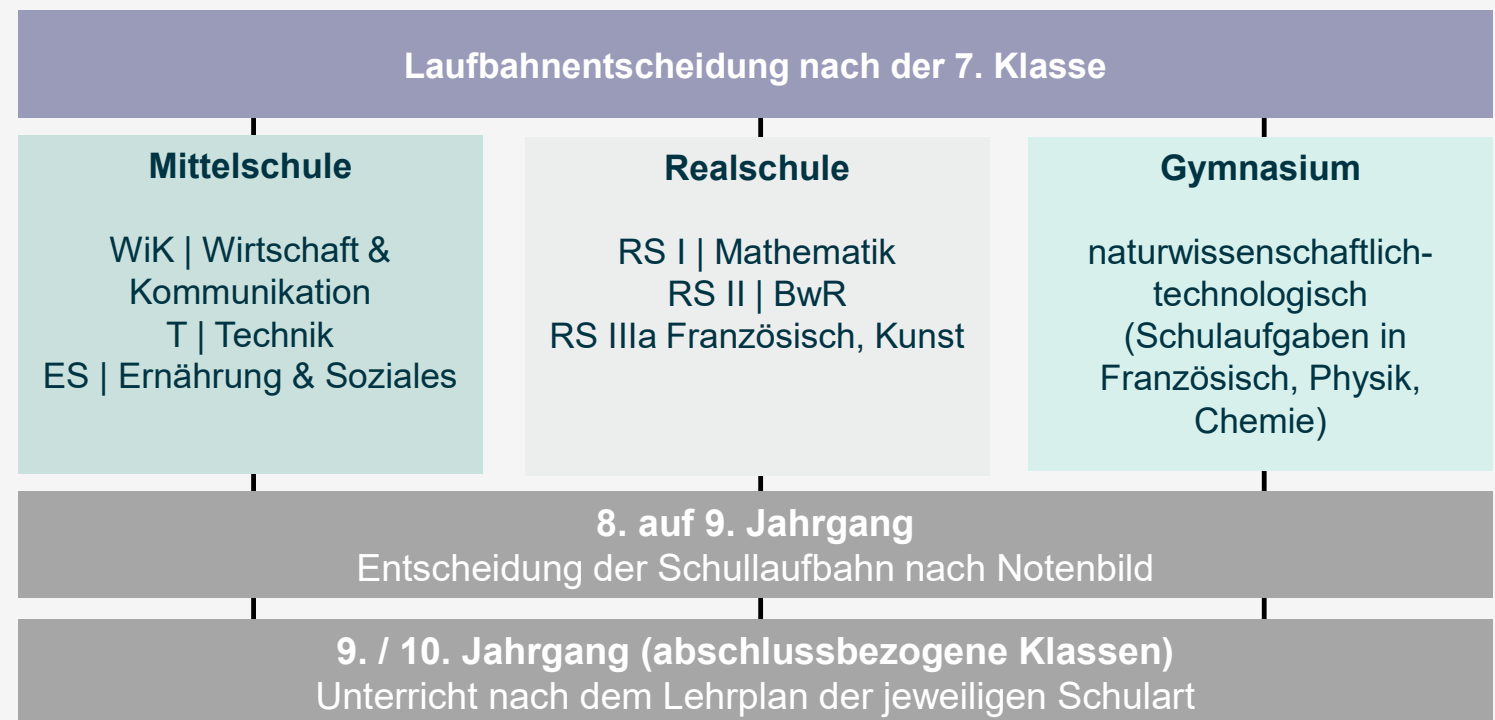 Laufbahnentscheidung nach der 7. Klasse
Mittelschule
WiK | Wirtschaft &
Kommunikation
T | Technik
ES | Ernährung & Soziales
Realschule
RS I | Mathematik
RS II | BwR
RS IIIa Französisch, Kunst
Gymnasium
naturwissenschaftlich-
technologisch
(Schulaufgaben in
Französisch, Physik,
Chemie)
8. auf 9. Jahrgang
Entscheidung der Schullaufbahn nach Notenbild
9. / 10. Jahrgang (abschlussbezogene Klassen)
Unterricht nach dem Lehrplan der jeweiligen Schulart